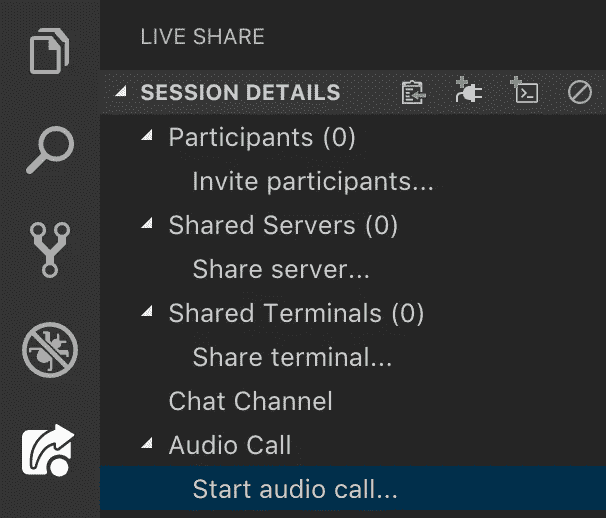 LIVE SHARE
SESSION DETAILS
Participants (0)
Invite participants...
Shared Servers (0)
Share server...
Shared Terminals (0)
Share terminal...
Chat Channel
Audio Call
Start audio call...